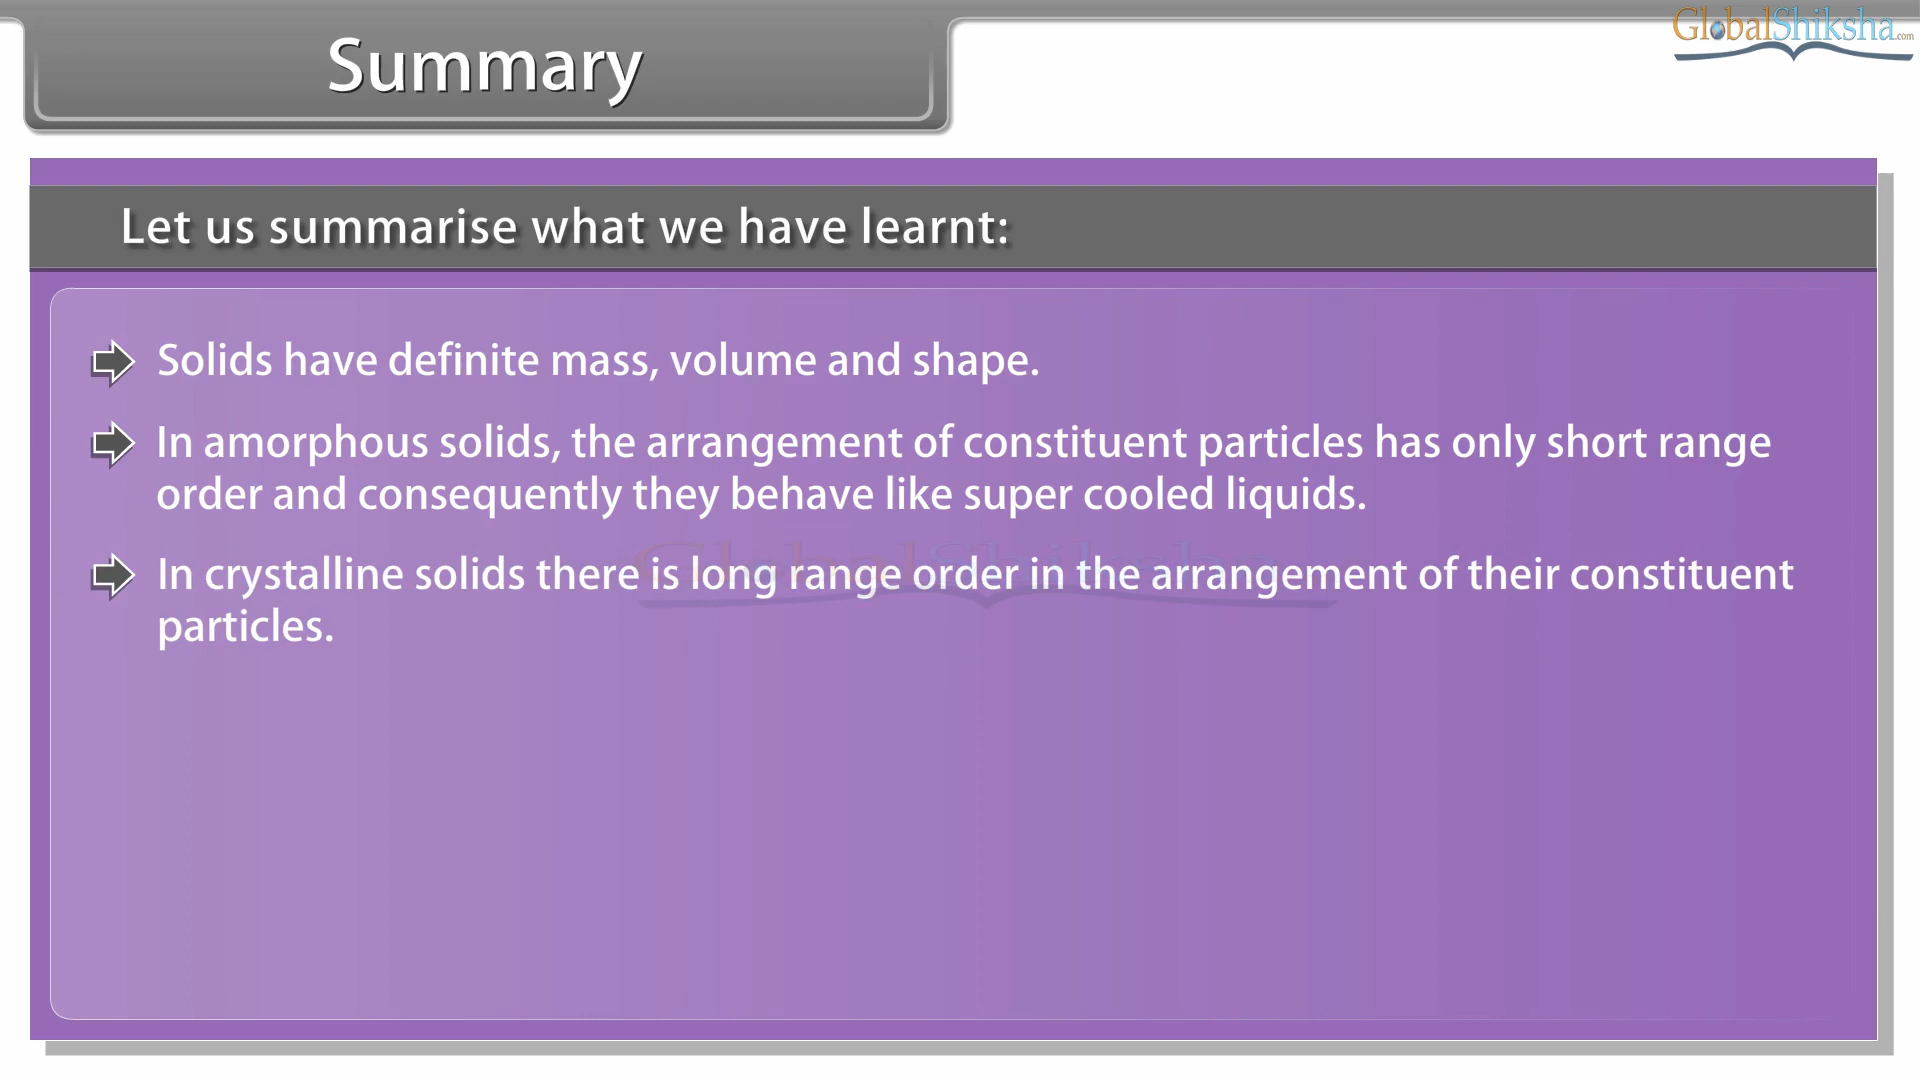 Summary
GlobalShiksha.com
Let us summarise what we have learnt:
Solids have definite mass, volume and shape.
In amorphous solids, the arrangement of constituent particles has only short range
order and consequently they behave like super cooled liquids.
GlobalShiksha
In crystalline solids there is long range order in the arrangement of their constituent
particles.